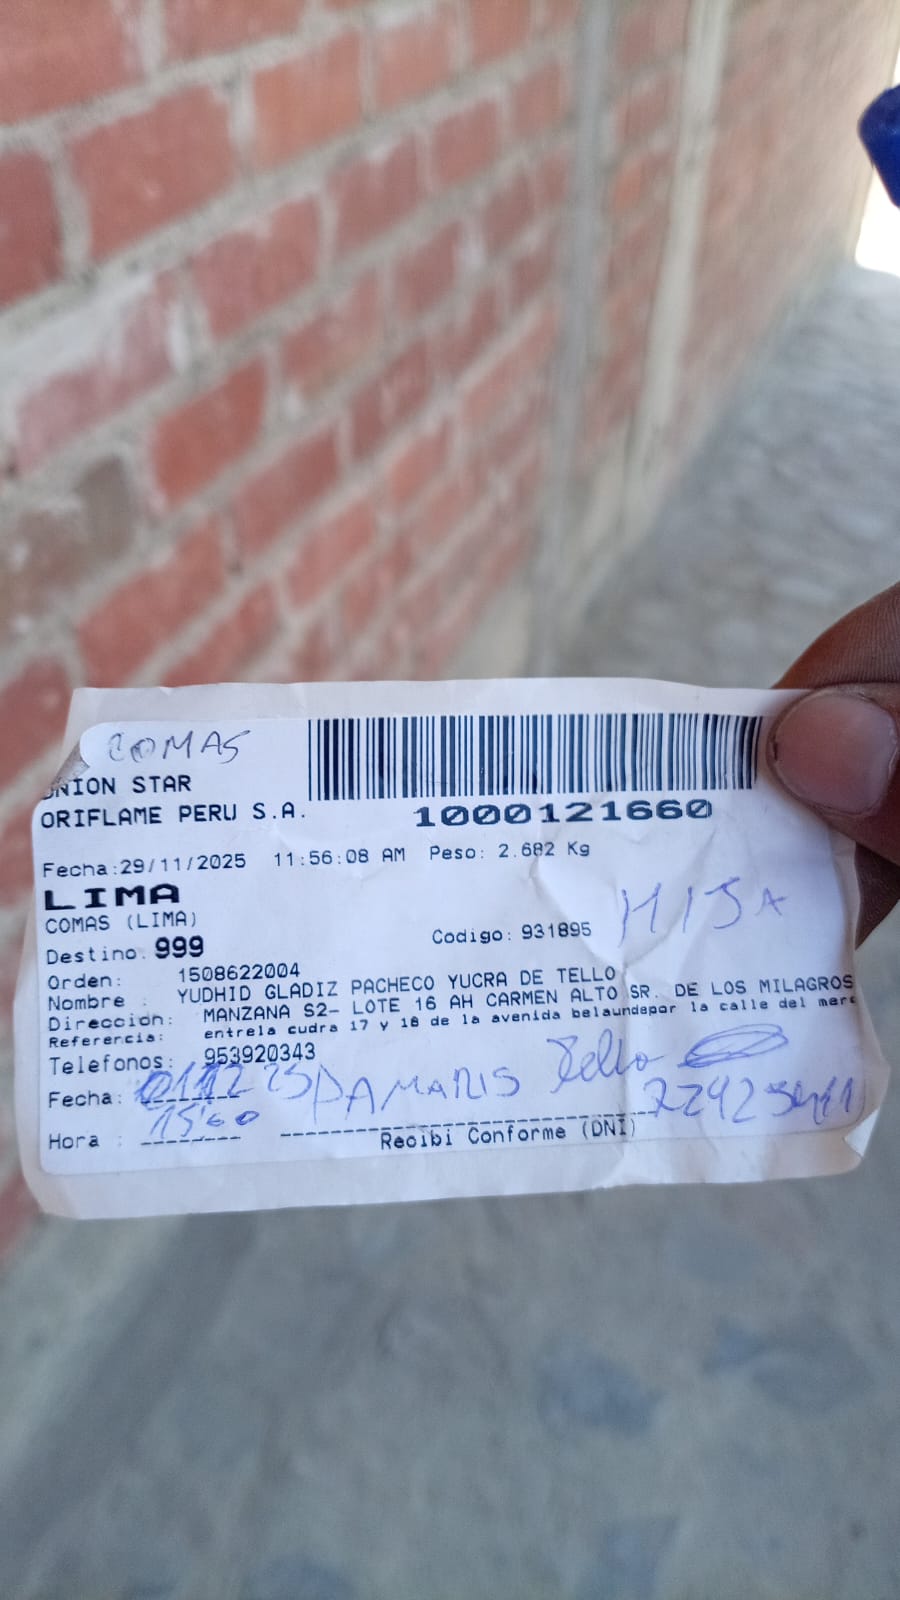 COMAS
UNION STAR
ORIFLAME PERU S.A.
1000121660
Fecha:29/11/2025 11:56:08 AM Peso: 2.682 Kg
LIMA
COMAS (LIMA)
Destino: 999 Codigo: 931895 HIJA
Orden: 1508622004
Nombre : YUDHID GLADIZ PACHECO YUCRA DE TELLO
Direccion: MANZANA S2- LOTE 16 AH CARMEN ALTO SR. DE LOS MILAGROS
Referencia: entrela cudra 17 y 18 de la avenida belaundepor la calle del merc
Telefonos: 953920343
Fecha: 25 DAMARIS Tello
Hora :
Recibi Conforme (DNI)